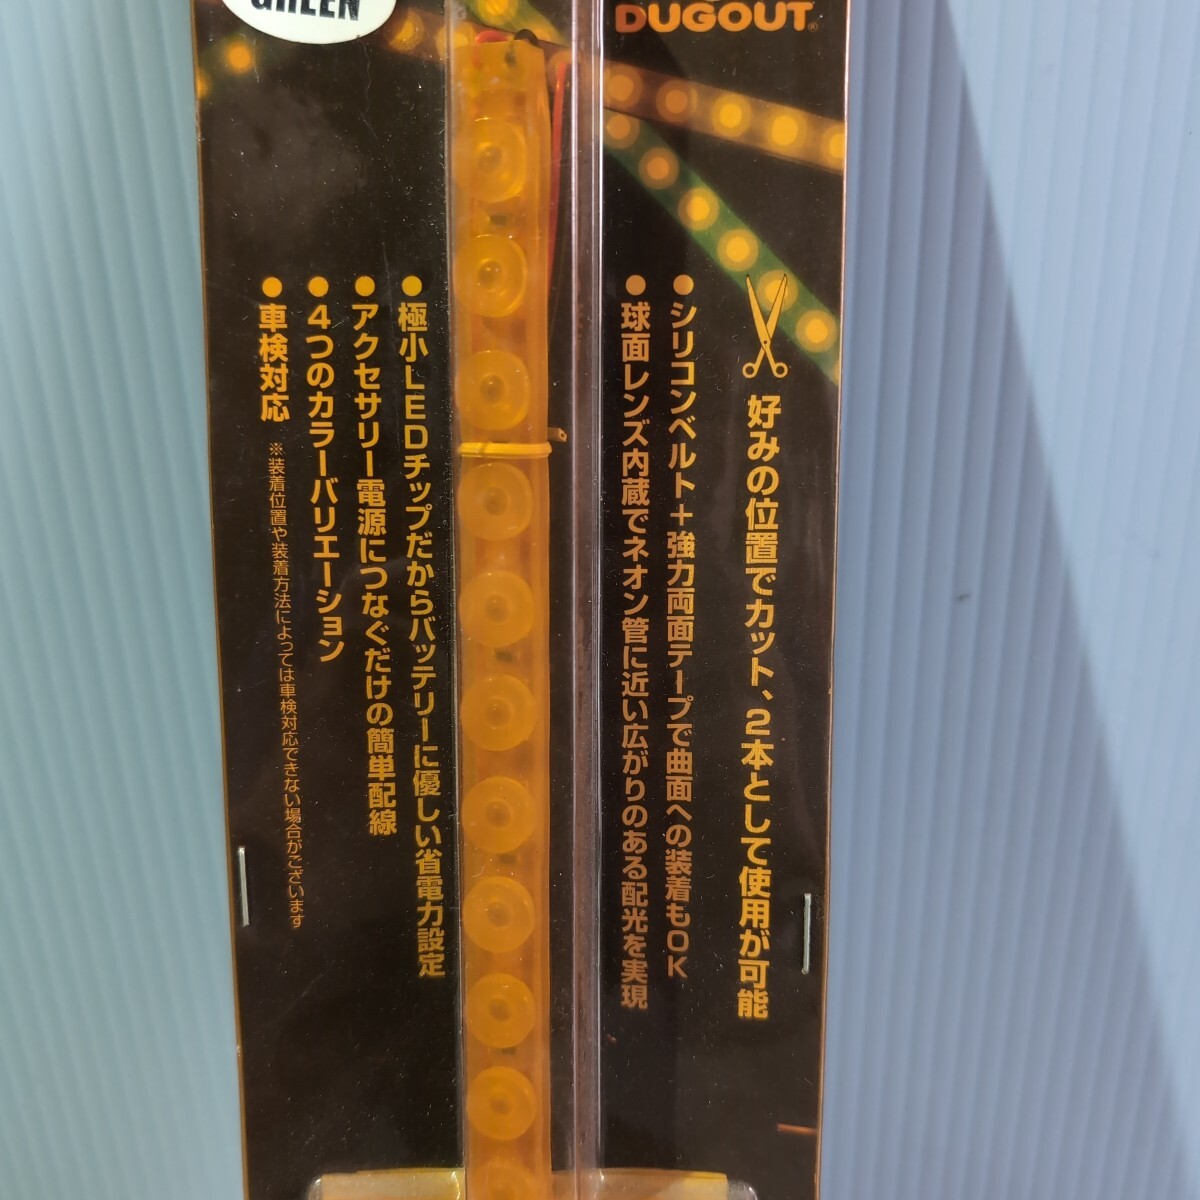 DUGOUT®
好みの位置でカット、2本として使用が可能
●シリコンベルト+強力両面テープで曲面への装着もOK
●球面レンズ内蔵でネオン管に近い広がりのある配光を実現
●極小LEDチップだからバッテリーに優しい省電力設定
●アクセサリー電源につなぐだけの簡単配線
●4つのカラーバリエーション
●車検対応 ※装着位置や装着方法によっては車検対応できない場合がございます